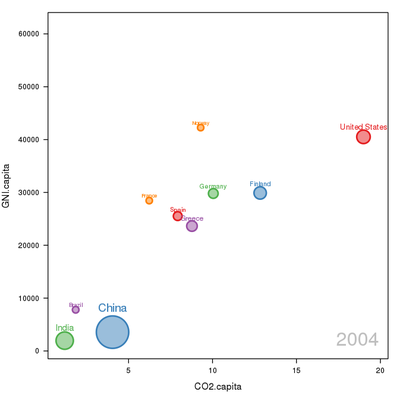 60000
50000
40000
30000
20000
10000
0
GNI.capita
Norway
United States
Germany
Finland
France
Spain
Greece
Brazil
China
India
2004
5
10
15
20
CO2.capita